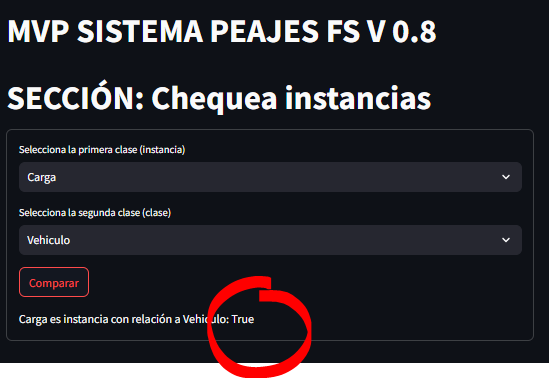 MVP SISTEMA PEAJES FS V 0.8
SECCIÓN: Chequea instancias
Selecciona la primera clase (instancia)
Carga
Selecciona la segunda clase (clase)
Vehiculo
Comparar
Carga es instancia con relación a Vehiculo: True